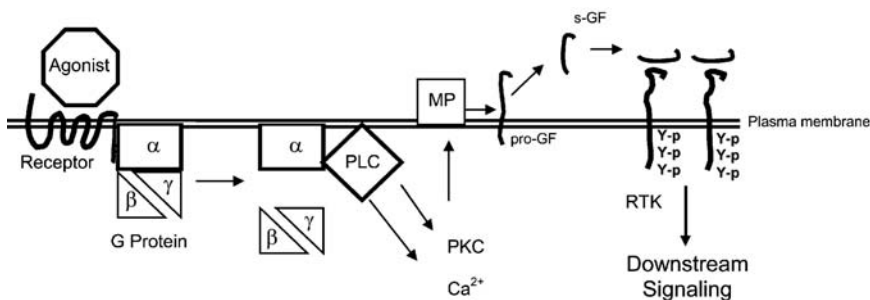 s-GF
Agonist
MP
Plasma membrane
pro-GF
Receptor
α
α
PLC
β
γ
G Protein
β
γ
PKC
Ca²⁺
Y-p Y-p
Y-p Y-p
Y-p Y-p
RTK
Downstream
Signaling